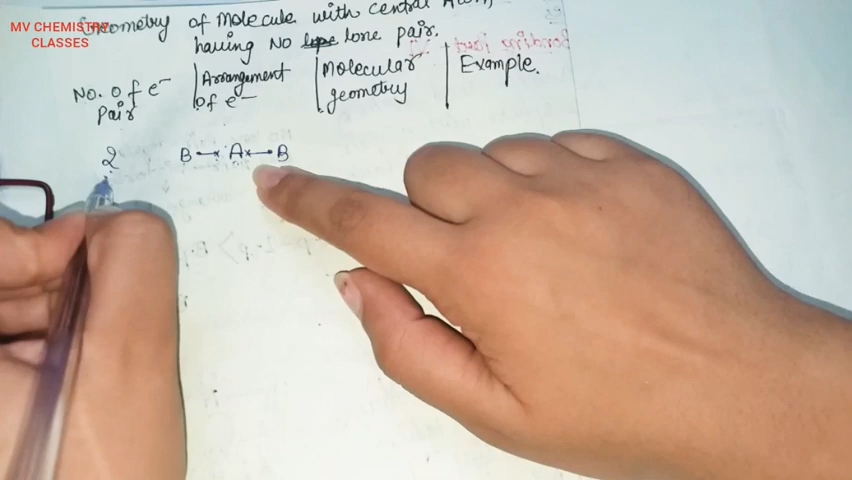 MV CHEMISTRY
CLASSES
Geometry of Molecule with central Atom
having NO lone pair.
No. of e⁻ pair
Arrangement of e⁻
Molecular geometry
Example.
2
B A B